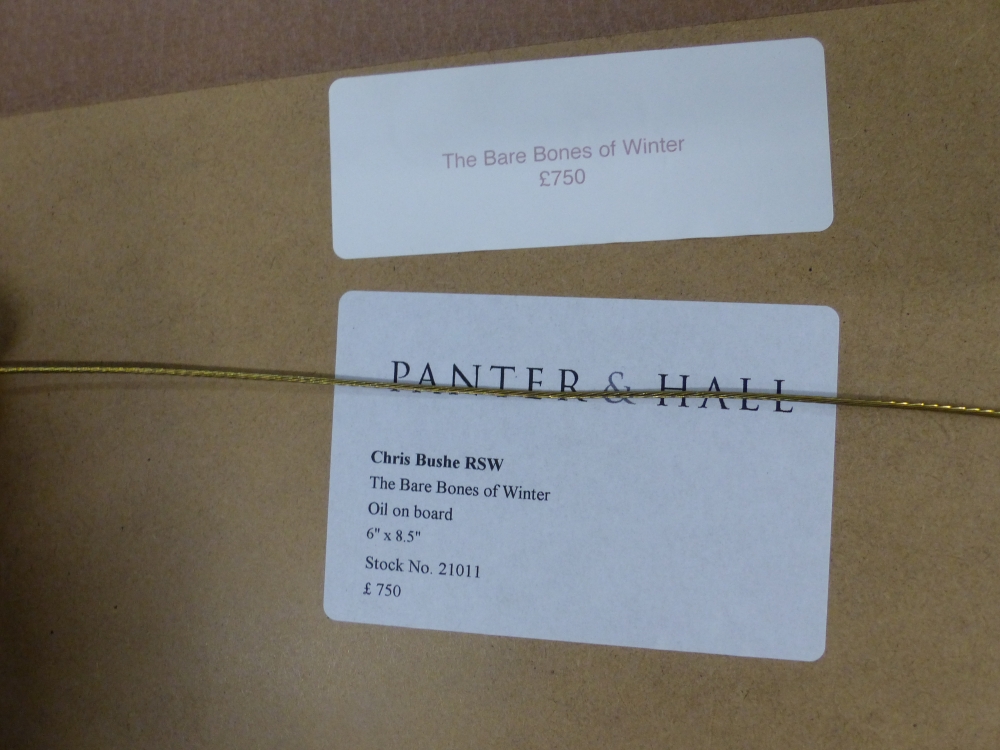 The Bare Bones of Winter
£750
PANTER & HALL
Chris Bushe RSW
The Bare Bones of Winter
Oil on board
6" x 8.5"
Stock No. 21011
£ 750